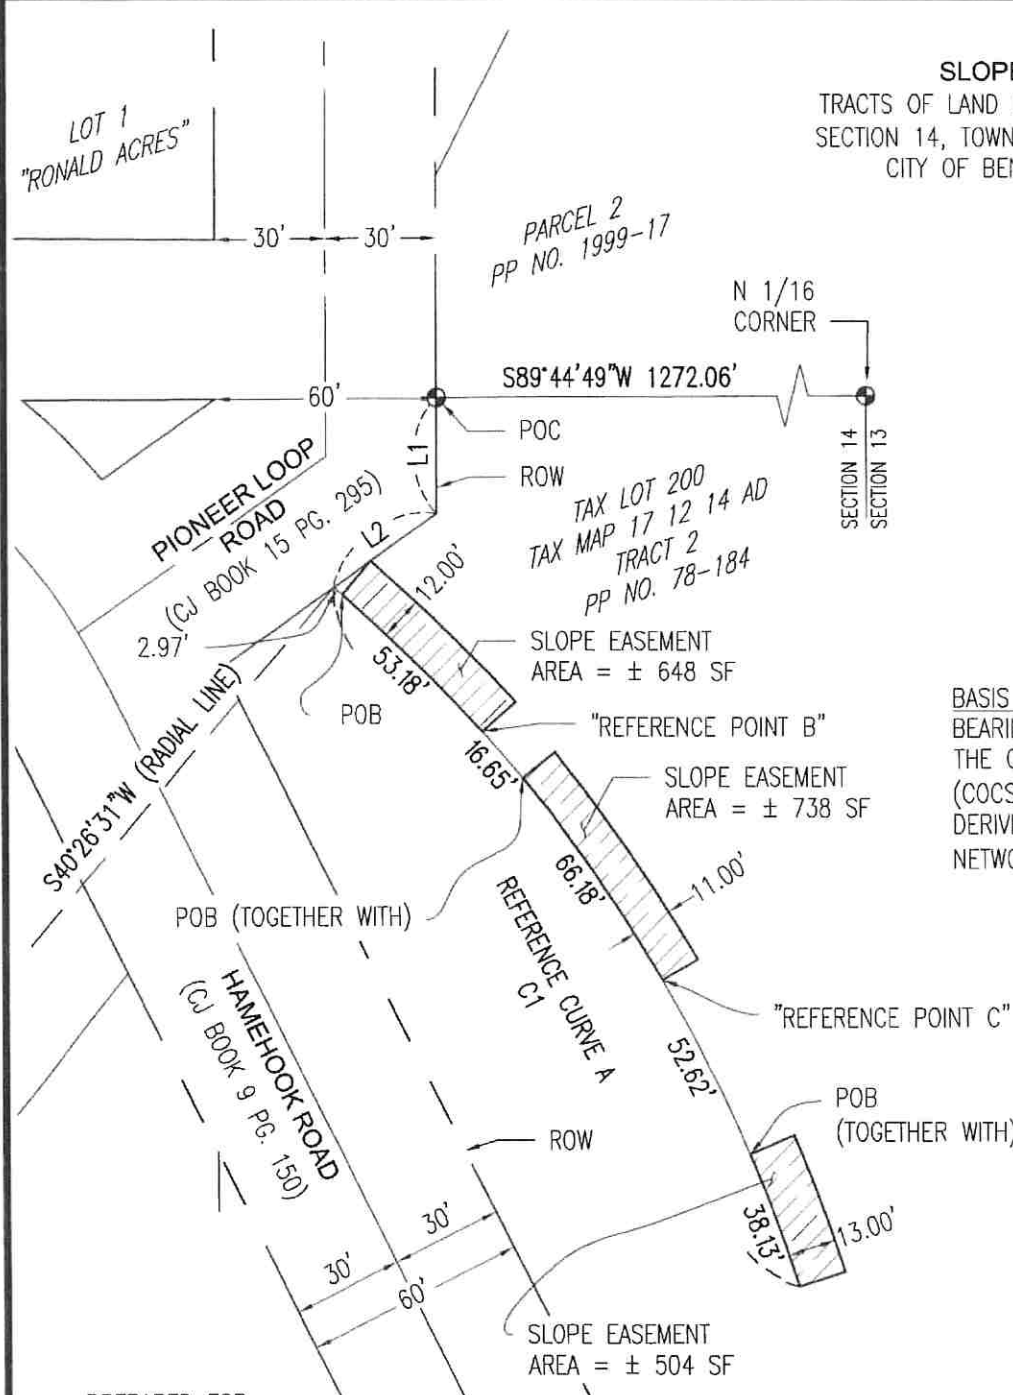 SLOPE
TRACTS OF LAND
SECTION 14, TOWN
CITY OF BEN
LOT 1
"RONALD ACRES"
30'
30'
PARCEL 2
PP NO. 1999-17
N 1/16
CORNER
60'
S89°44'49"W 1272.06'
POC
L1
ROW
SECTION 14
SECTION 13
PIONEER LOOP
ROAD
(CJ BOOK 15 PG. 295)
L2
TAX LOT 200
TAX MAP 17 12 14 AD
TRACT 2
PP NO. 78-184
12.00'
2.97'
53.18'
SLOPE EASEMENT
AREA = ± 648 SF
POB
S40°26'31"W (RADIAL LINE)
"REFERENCE POINT B"
16.65'
SLOPE EASEMENT
AREA = ± 738 SF
BASIS
BEARI
THE C
(COCS
DERIV
NETWO
66.18'
11.00'
POB (TOGETHER WITH)
REFERENCE CURVE A
C1
HAMEHOOK ROAD
(CJ BOOK 9 PG. 150)
"REFERENCE POINT C"
52.62'
POB
(TOGETHER WITH)
ROW
38.13'
13.00'
30'
30'
60'
SLOPE EASEMENT
AREA = ± 504 SF